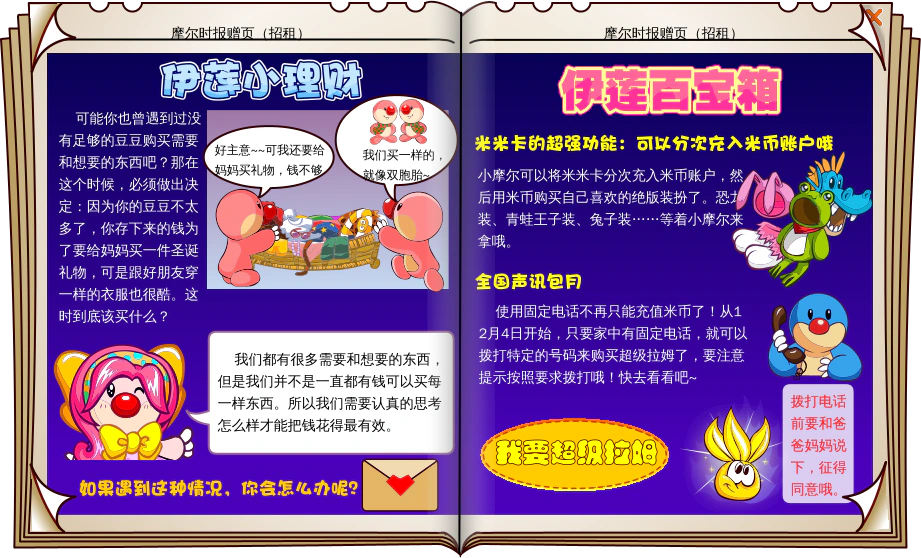 摩尔时报赠页（招租）
伊莲小理财
可能你也曾遇到过没
有足够的豆豆购买需要
和想要的东西吧？那在
这个时候，必须做出决
定：因为你的豆豆不太
多了，你存下来的钱为
了要给妈妈买一件圣诞
礼物，可是跟好朋友穿
一样的衣服也很酷。这
时到底该买什么？
好主意~~可我还要给
妈妈买礼物，钱不够
我们买一样的，
就像双胞胎~
我们都有很多需要和想要的东西，
但是我们并不是一直都有钱可以买每
一样东西。所以我们需要认真的思考
怎么样才能把钱花得最有效。
如果遇到这种情况，你会怎么办呢？
摩尔时报赠页（招租）
伊莲百宝箱
米米卡的超强功能：可以分次充入米币账户哦
小摩尔可以将米米卡分次充入米币账户，然
后用米币购买自己喜欢的绝版装扮了。恐龙
装、青蛙王子装、兔子装……等着小摩尔来
拿哦。
全国声讯包月
使用固定电话不再只能充值米币了！从1
2月4日开始，只要家中有固定电话，就可以
拨打特定的号码来购买超级拉姆了，要注意
提示按照要求拨打哦！快去看看吧~
我要超级拉姆
拨打电话
前要和爸
爸妈妈说
下，征得
同意哦。